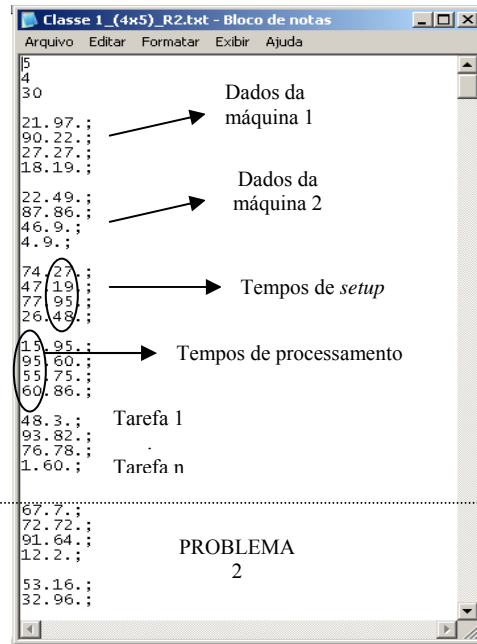 Classe 1_(4x5)_R2.txt - Bloco de notas
Arquivo Editar Formatar Exibir Ajuda
5
4
30
21.97.;
90.22.;
27.27.;
18.19.;
Dados da
máquina 1
22.49.;
87.86.;
46.9.;
4.9.;
Dados da
máquina 2
74.27.;
47.19.;
77.95.;
26.48.;
Tempos de setup
15.95.;
95.60.;
55.75.;
60.86.;
Tempos de processamento
48.3.; Tarefa 1
93.82.;
76.78.; .
1.60.; Tarefa n
67.7.;
72.72.;
91.64.;
12.2.;
PROBLEMA
2
53.16.;
32.96.;